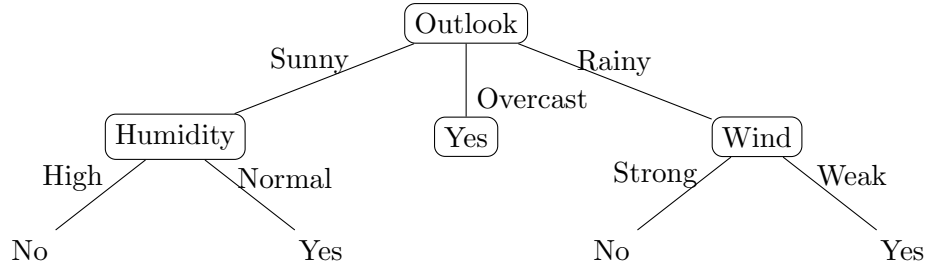 Outlook
Sunny
Overcast
Rainy
Humidity
Yes
Wind
High
Normal
Strong
Weak
No
Yes
No
Yes